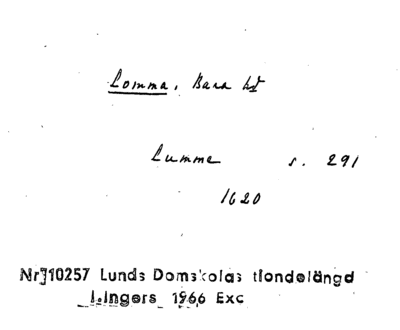 Lomma, Bara hd
Lumme s. 291
1620
Nr 10257 Lunds Domskolas tiondelängd
I. Ingers 1966 Exc